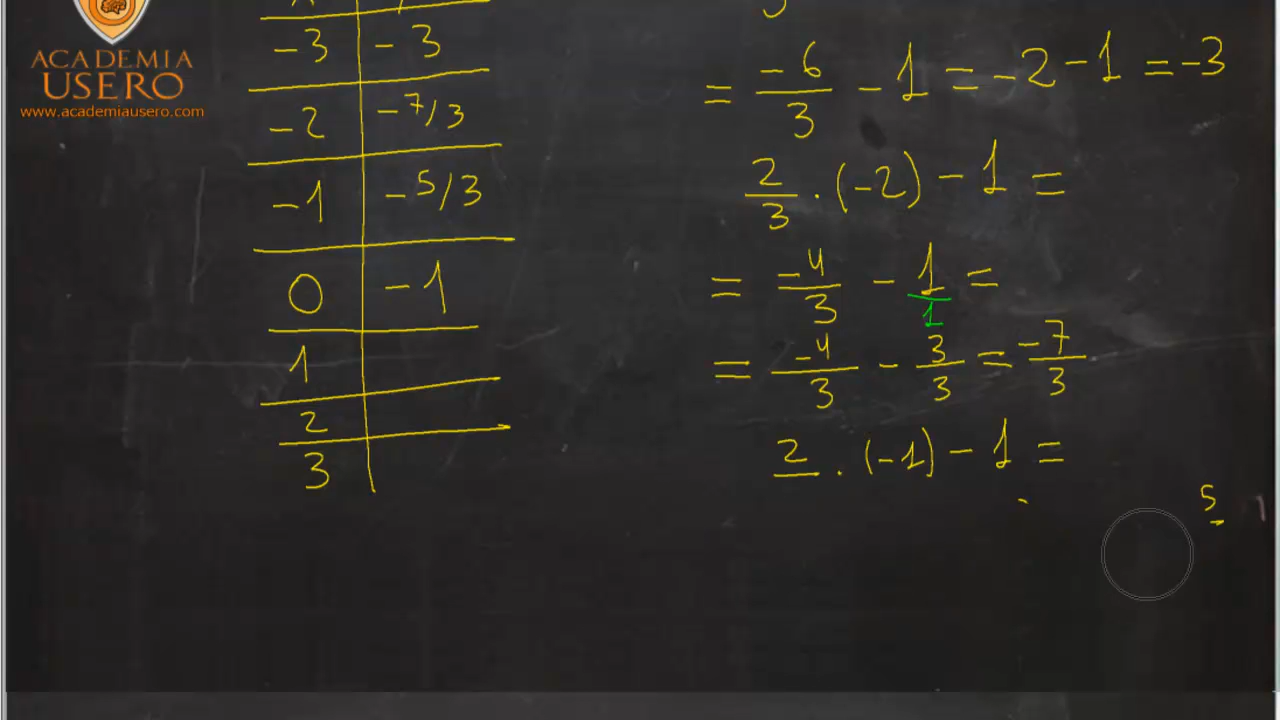 ACADEMIA
USERO
www.academiausero.com
-3 | -3
-2 | -7/3
-1 | -5/3
0 | -1
1 |
2 |
3 |
= -6/3 - 1 = -2 - 1 = -3
2/3 · (-2) - 1 =
= -4/3 - 1/1 =
= -4/3 - 3/3 = -7/3
2 · (-1) - 1 =
5